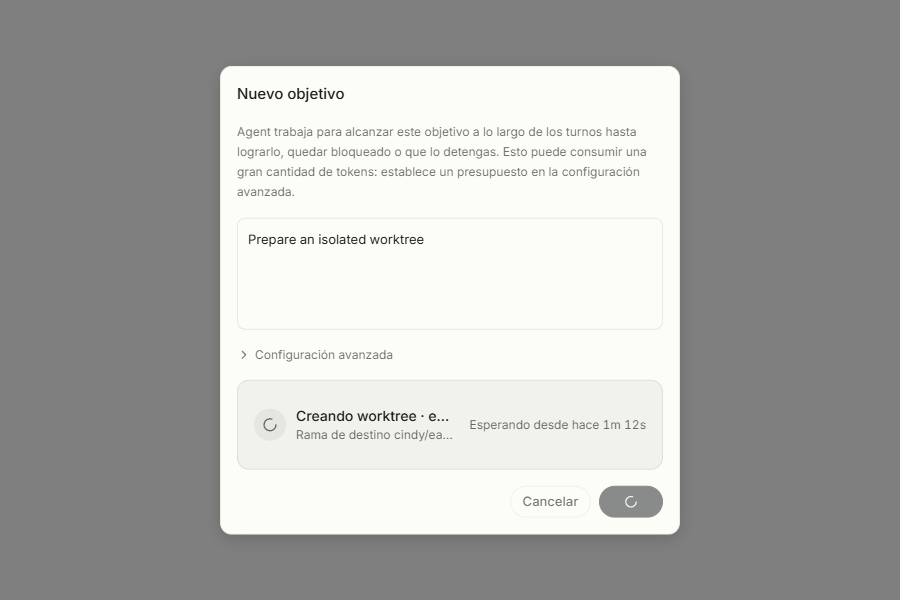 Nuevo objetivo
Agent trabaja para alcanzar este objetivo a lo largo de los turnos hasta
lograrlo, quedar bloqueado o que lo detengas. Esto puede consumir una
gran cantidad de tokens: establece un presupuesto en la configuración
avanzada.
Prepare an isolated worktree
Configuración avanzada
Creando worktree · e...
Rama de destino cindy/ea...
Esperando desde hace 1m 12s
Cancelar